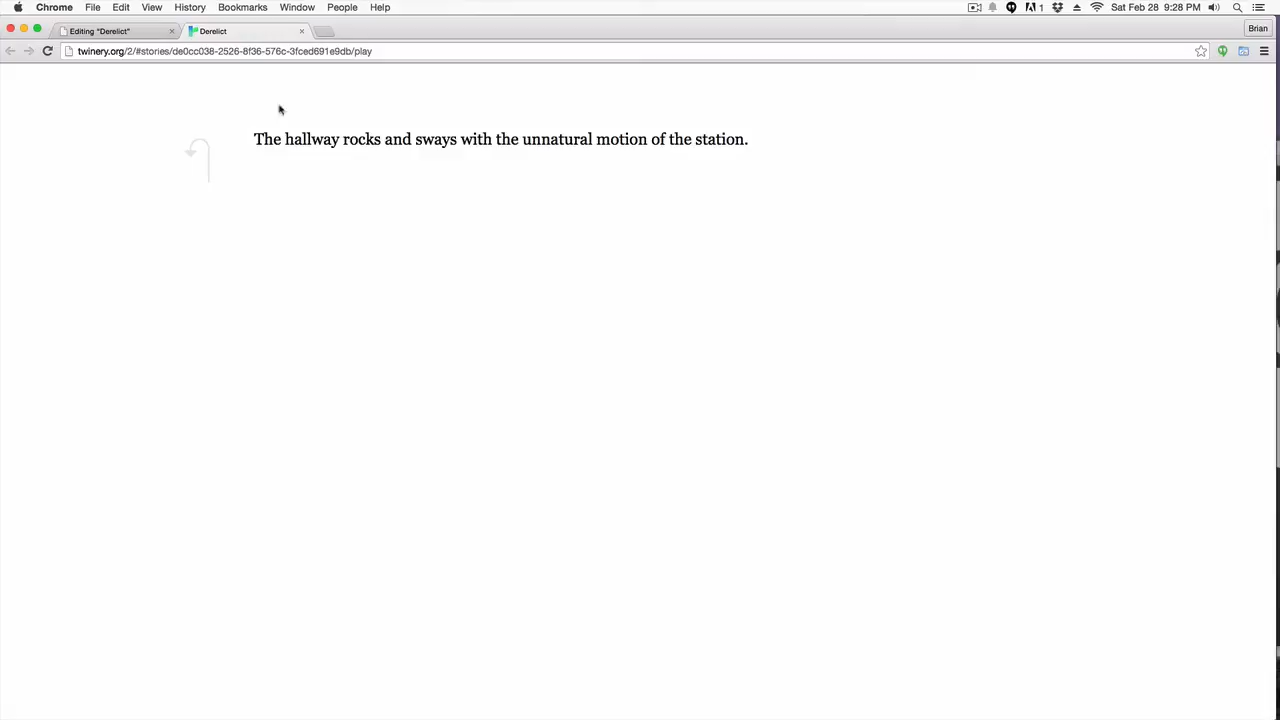 Chrome File Edit View History Bookmarks Window People Help 1 Sat Feb 28 9:28 PM
Editing "Derelict" Derelict Brian
twinery.org/2/#stories/de0cc038-2526-8f36-576c-3fced691e9db/play
The hallway rocks and sways with the unnatural motion of the station.